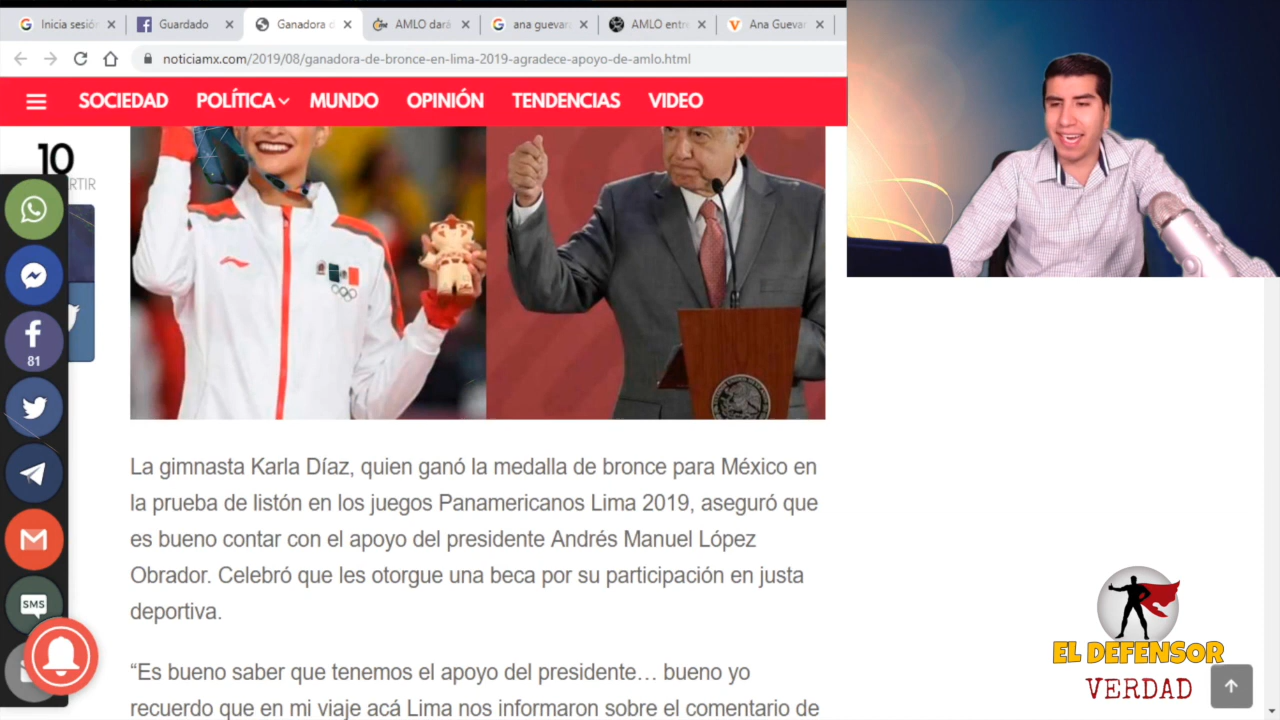 Inicia sesió
Guardado
Ganadora d
AMLO dará
ana guevara
AMLO entre
Ana Guevar
noticiamx.com/2019/08/ganadora-de-bronce-en-lima-2019-agradece-apoyo-de-amlo.html
SOCIEDAD POLÍTICA MUNDO OPINIÓN TENDENCIAS VIDEO
10
RTIR
81
SMS
La gimnasta Karla Díaz, quien ganó la medalla de bronce para México en
la prueba de listón en los juegos Panamericanos Lima 2019, aseguró que
es bueno contar con el apoyo del presidente Andrés Manuel López
Obrador. Celebró que les otorgue una beca por su participación en justa
deportiva.
“Es bueno saber que tenemos el apoyo del presidente… bueno yo
recuerdo que en mi viaje acá Lima nos informaron sobre el comentario de
EL DEFENSOR
VERDAD